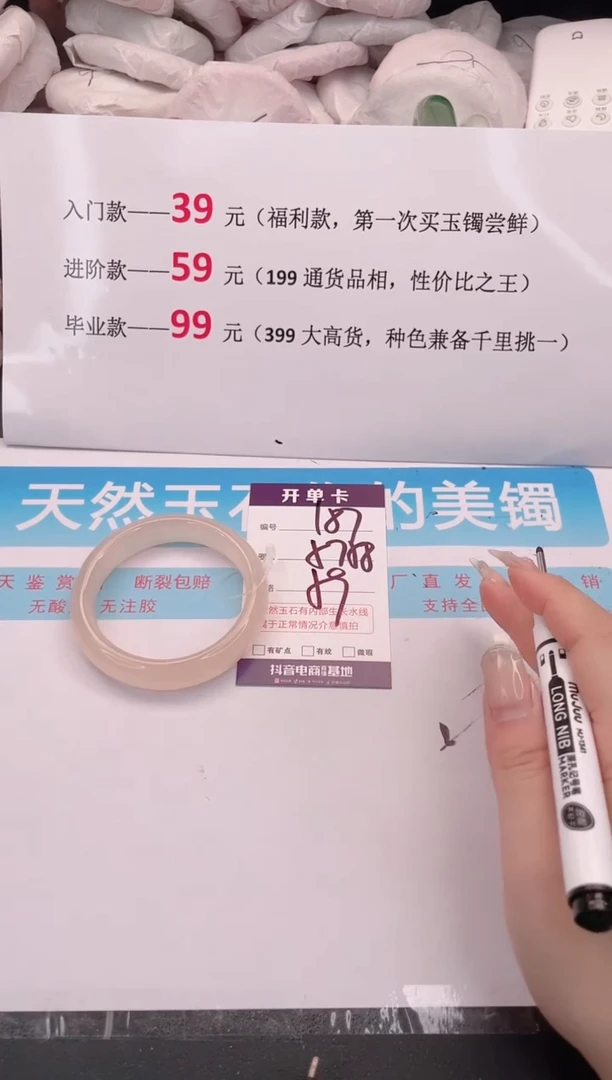 入门款——39 元（福利款，第一次买玉镯尝鲜）
进阶款——59 元（199 通货品相，性价比之王）
毕业款——99 元（399 大高货，种色兼备千里挑一）
天然玉石 的美镯
开单卡
编号 187
59
天鉴赏 断裂包赔 厂直发 销
无酸 无注胶 支持全
然玉石有内部生长水线
属于正常情况介意慎拍
有矿点 有纹 微瑕
抖音电商 基地
LONG NIB
MARKER